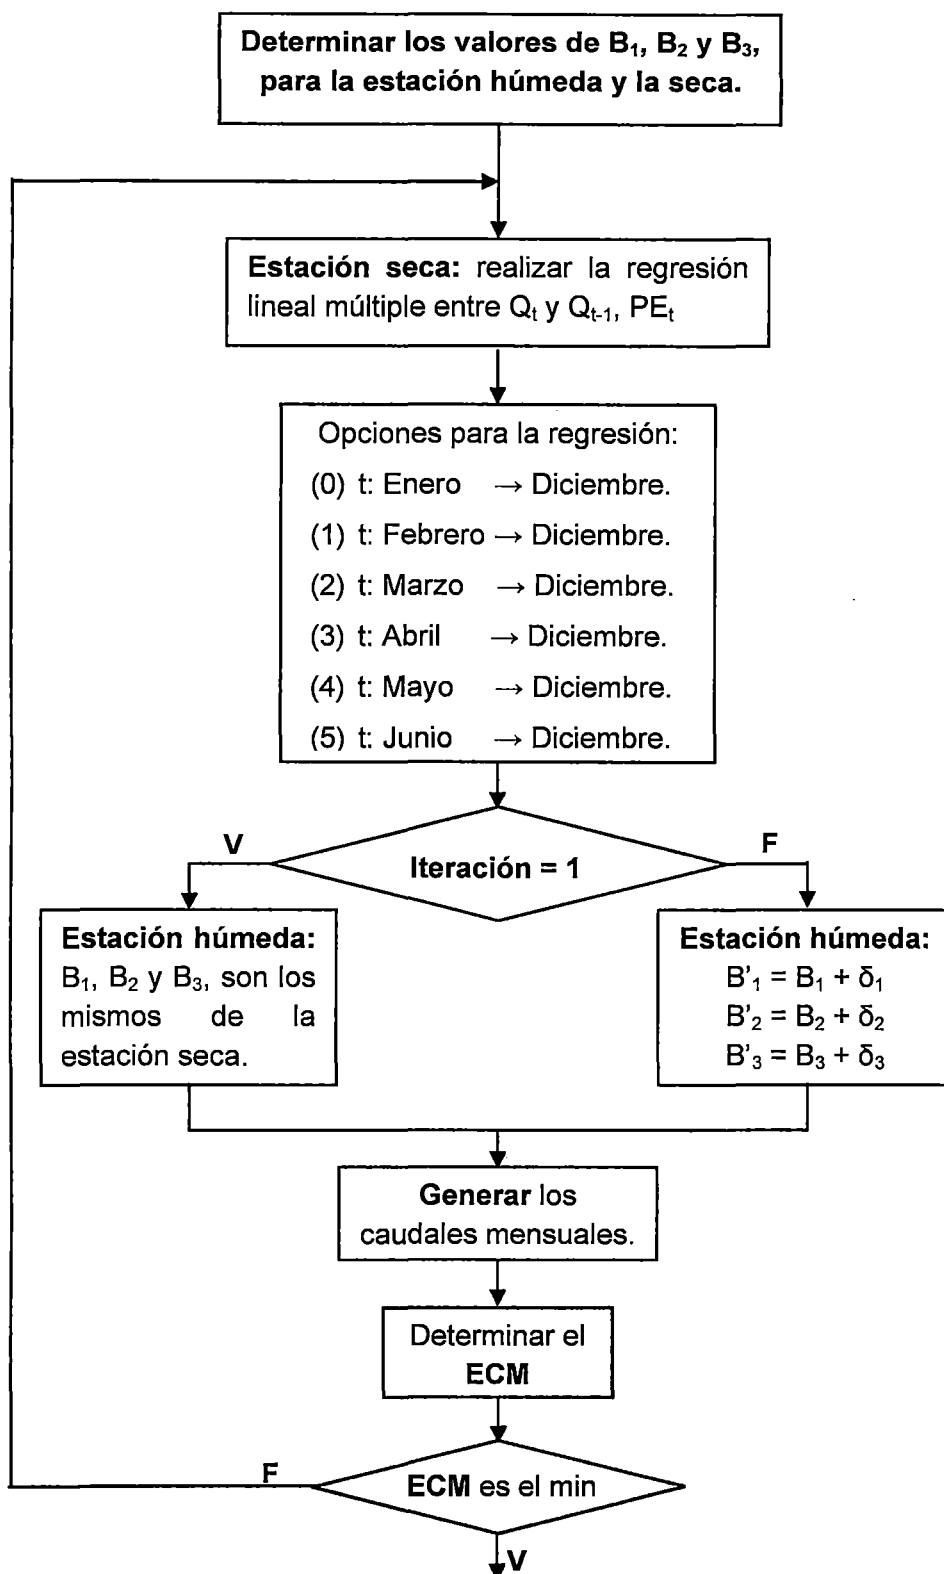 Determinar los valores de B₁, B₂ y B₃,
para la estación húmeda y la seca.
Estación seca: realizar la regresión
lineal múltiple entre Qₜ y Qₜ₋₁, PEₜ
Opciones para la regresión:
(0) t: Enero → Diciembre.
(1) t: Febrero → Diciembre.
(2) t: Marzo → Diciembre.
(3) t: Abril → Diciembre.
(4) t: Mayo → Diciembre.
(5) t: Junio → Diciembre.
V
Iteración = 1
F
Estación húmeda:
B₁, B₂ y B₃, son los
mismos de la
estación seca.
Estación húmeda:
B'₁ = B₁ + δ₁
B'₂ = B₂ + δ₂
B'₃ = B₃ + δ₃
Generar los
caudales mensuales.
Determinar el
ECM
F
ECM es el min
V